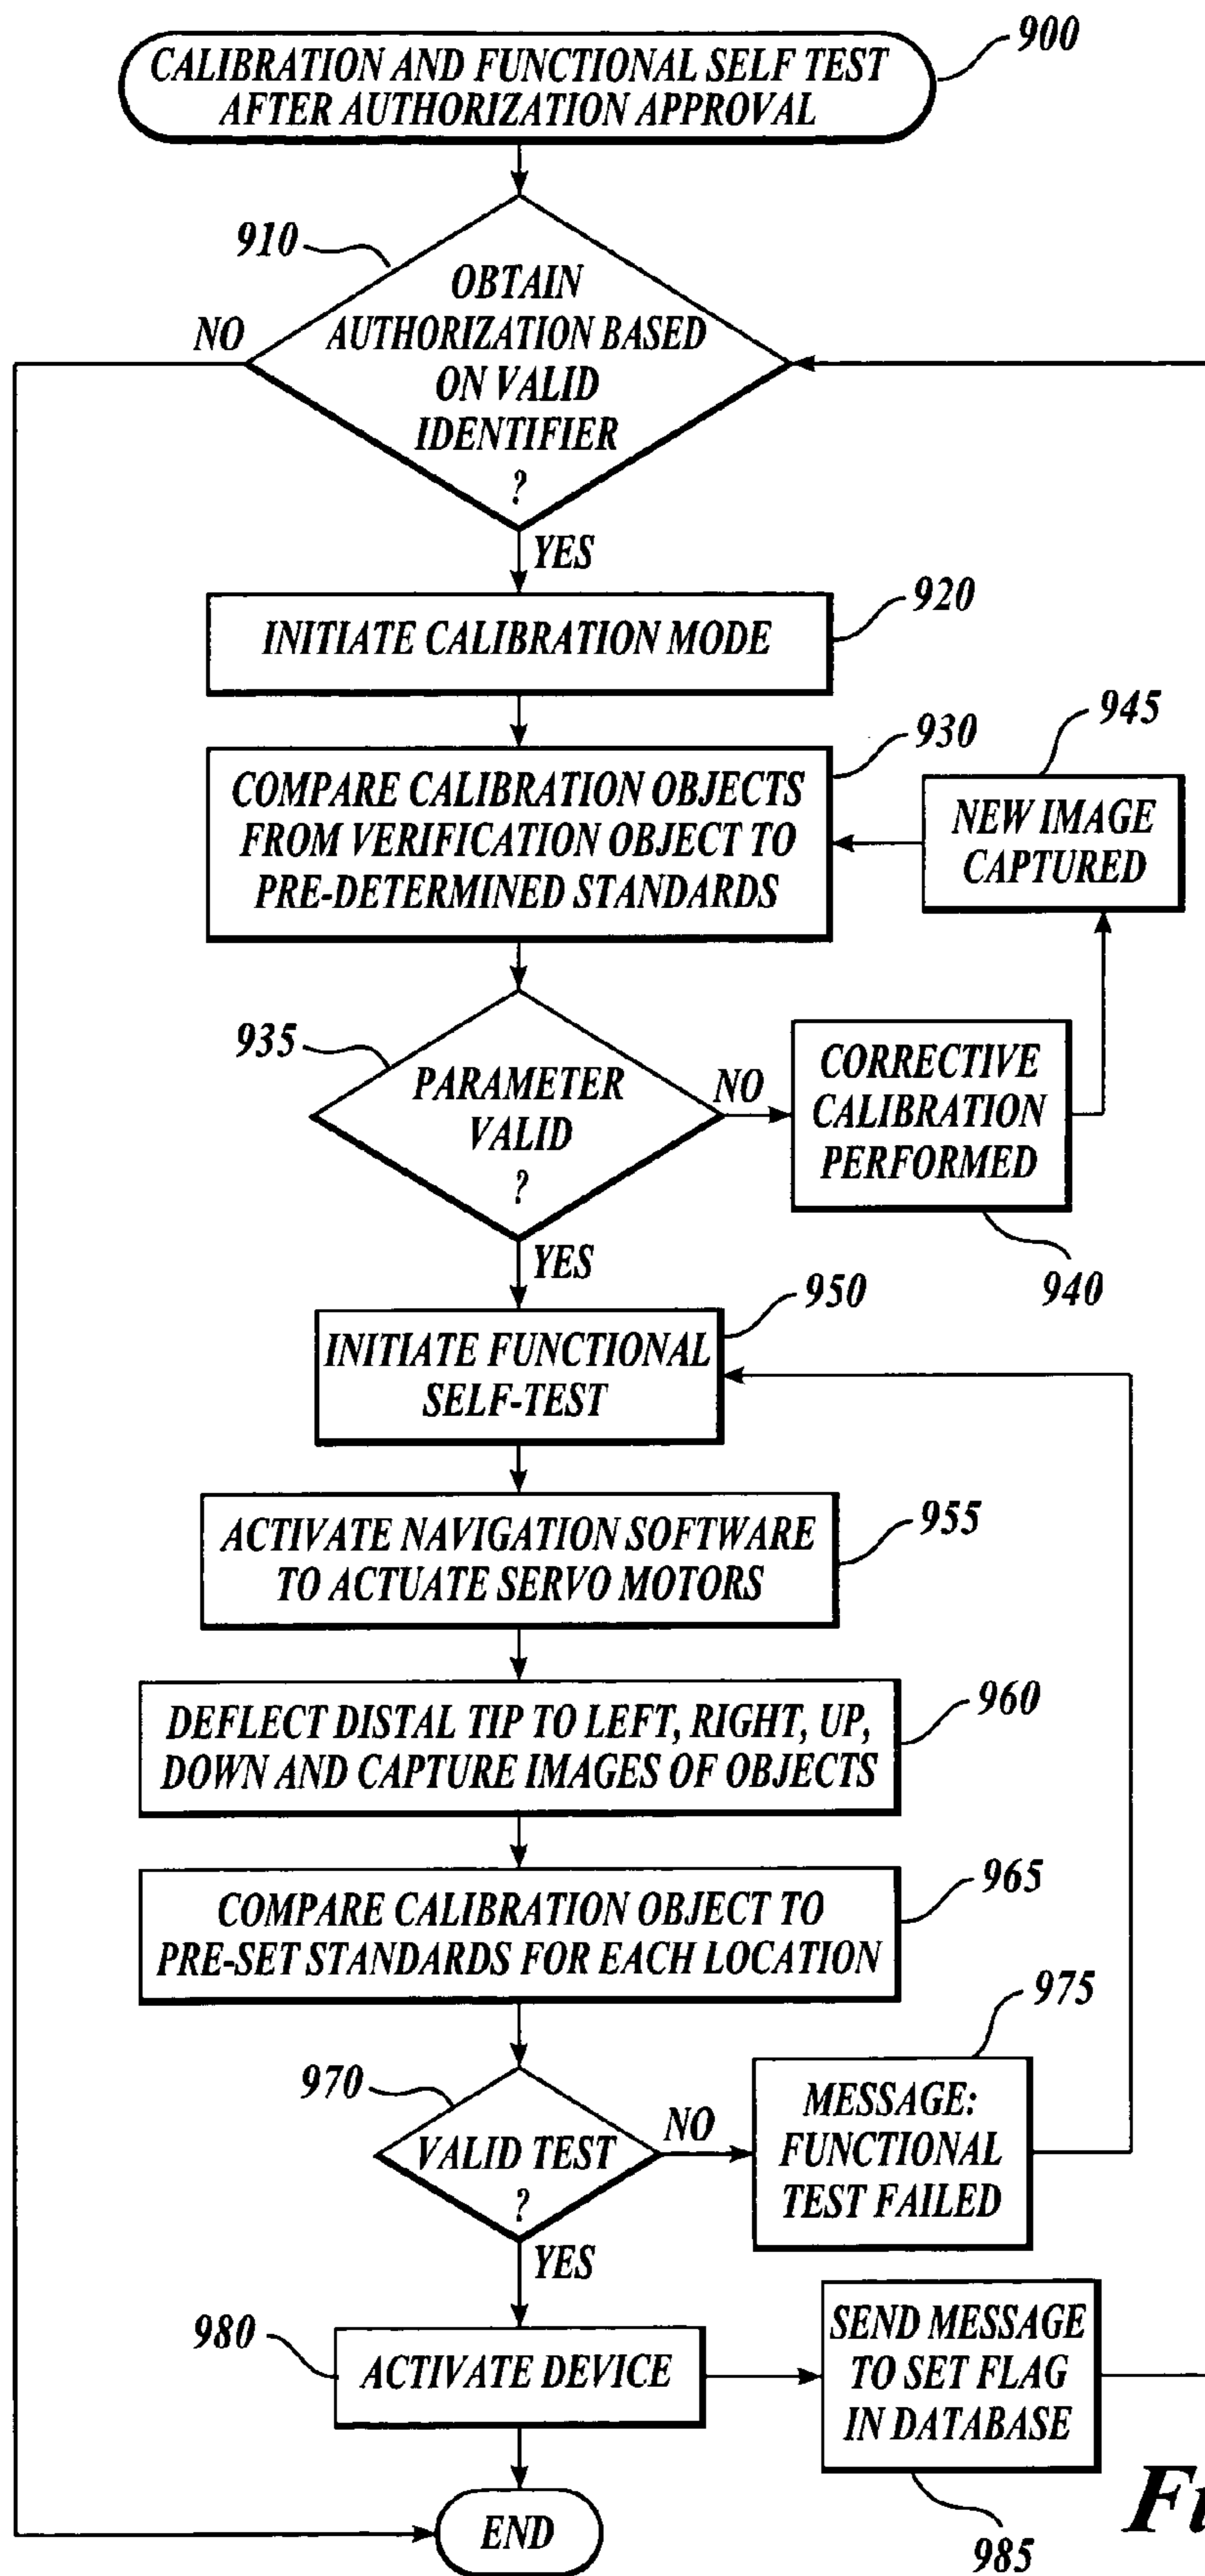 900
CALIBRATION AND FUNCTIONAL SELF TEST
AFTER AUTHORIZATION APPROVAL
910
OBTAIN
AUTHORIZATION BASED
ON VALID
IDENTIFIER
?
NO
YES
920
INITIATE CALIBRATION MODE
930
COMPARE CALIBRATION OBJECTS
FROM VERIFICATION OBJECT TO
PRE-DETERMINED STANDARDS
945
NEW IMAGE
CAPTURED
935
PARAMETER
VALID
?
NO
CORRECTIVE
CALIBRATION
PERFORMED
940
YES
950
INITIATE FUNCTIONAL
SELF-TEST
955
ACTIVATE NAVIGATION SOFTWARE
TO ACTUATE SERVO MOTORS
960
DEFLECT DISTAL TIP TO LEFT, RIGHT, UP,
DOWN AND CAPTURE IMAGES OF OBJECTS
965
COMPARE CALIBRATION OBJECT TO
PRE-SET STANDARDS FOR EACH LOCATION
975
970
VALID TEST
?
NO
MESSAGE:
FUNCTIONAL
TEST FAILED
YES
980
ACTIVATE DEVICE
SEND MESSAGE
TO SET FLAG
IN DATABASE
985
END